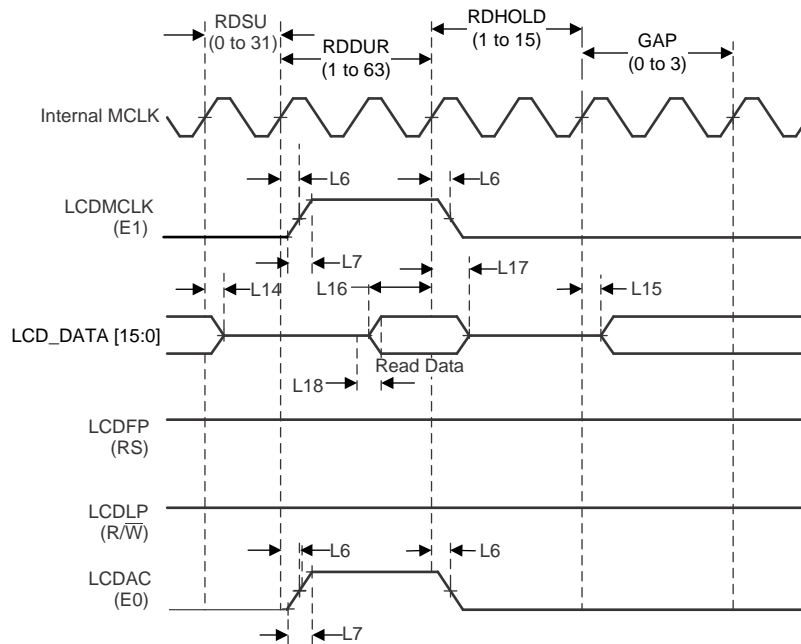 RDSU
(0 to 31)
RDDUR
(1 to 63)
RDHOLD
(1 to 15)
GAP
(0 to 3)
Internal MCLK
L6
L6
LCDMCLK
(E1)
L7
L17
L14
L16
L15
LCD_DATA [15:0]
Read Data
L18
LCDFP
(RS)
LCDLP
(R/W̅)
L6
L6
LCDAC
(E0)
L7